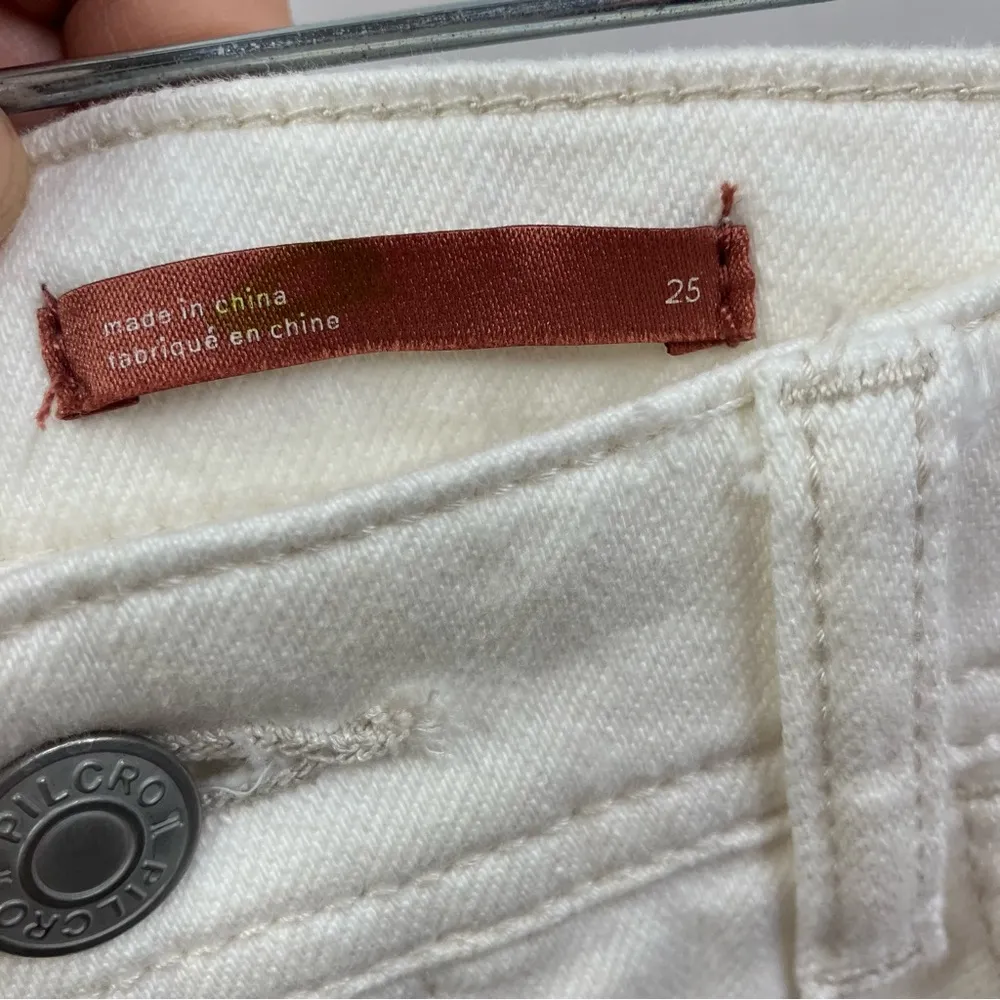 made in china
fabriqué en chine
25
PILCRO
PILCRO